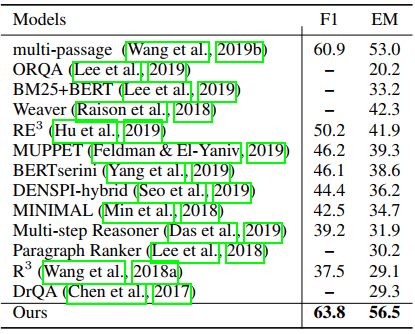 Models F1 EM
multi-passage (Wang et al., 2019b) 60.9 53.0
ORQA (Lee et al., 2019) – 20.2
BM25+BERT (Lee et al., 2019) – 33.2
Weaver (Raison et al., 2018) – 42.3
RE³ (Hu et al., 2019) 50.2 41.9
MUPPET (Feldman & El-Yaniv, 2019) 46.2 39.3
BERTserini (Yang et al., 2019) 46.1 38.6
DENSPI-hybrid (Seo et al., 2019) 44.4 36.2
MINIMAL (Min et al., 2018) 42.5 34.7
Multi-step Reasoner (Das et al., 2019) 39.2 31.9
Paragraph Ranker (Lee et al., 2018) – 30.2
R³ (Wang et al., 2018a) 37.5 29.1
DrQA (Chen et al., 2017) – 29.3
Ours 63.8 56.5